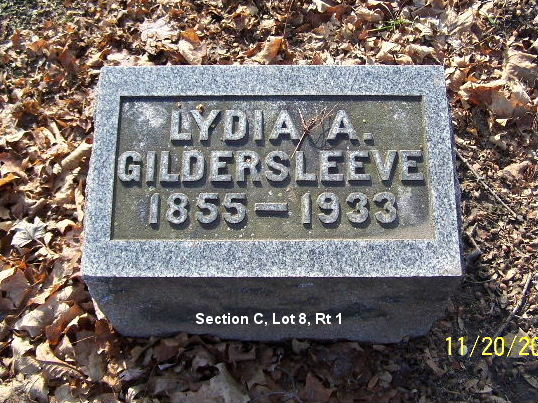 LYDIA A.
GILDERSLEEVE
1855 — 1933
Section C, Lot 8, Rt 1
11/20/20